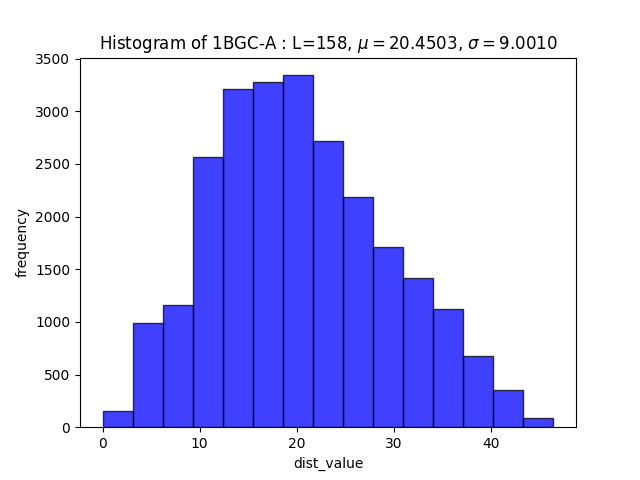 Histogram of 1BGC-A : L=158, μ = 20.4503, σ = 9.0010
3500
3000
2500
2000
1500
1000
500
0
frequency
0 10 20 30 40
dist_value